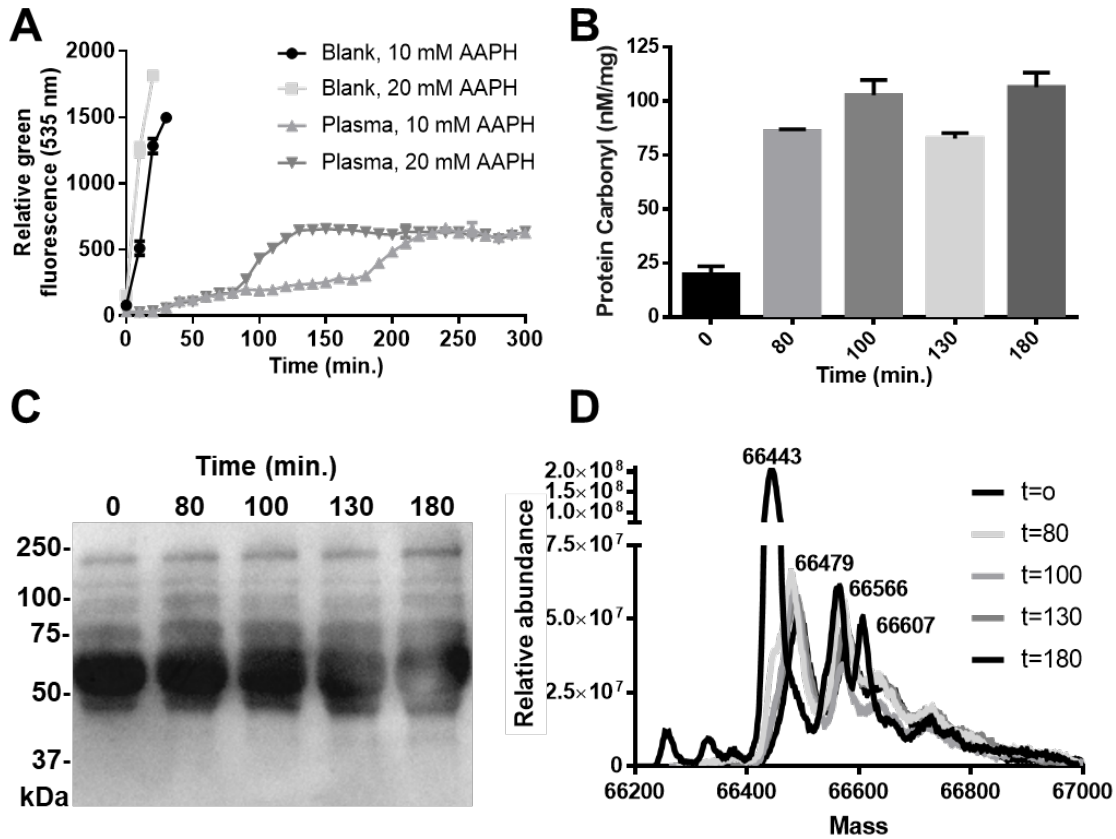 A
Relative green
fluorescence (535 nm)
2000
1500
1000
500
0
0 50 100 150 200 250 300
Time (min.)
Blank, 10 mM AAPH
Blank, 20 mM AAPH
Plasma, 10 mM AAPH
Plasma, 20 mM AAPH
B
Protein Carbonyl (nM/mg)
125
100
75
50
25
0
0 80 100 130 180
Time (min.)
C
Time (min.)
0 80 100 130 180
250-
100-
75-
50-
37-
kDa
D
Relative abundance
2.0×10⁸
1.5×10⁸
1.0×10⁸
7.5×10⁷
5.0×10⁷
2.5×10⁷
0
66443
66479
66566
66607
66200 66400 66600 66800 67000
Mass
t=o
t=80
t=100
t=130
t=180